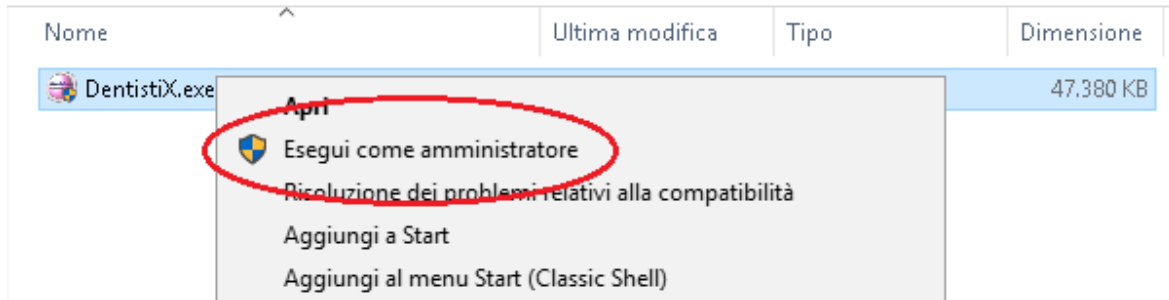 Nome Ultima modifica Tipo Dimensione
DentistiX.exe 47.380 KB
Apri
Esegui come amministratore
Risoluzione dei problemi relativi alla compatibilità
Aggiungi a Start
Aggiungi al menu Start (Classic Shell)